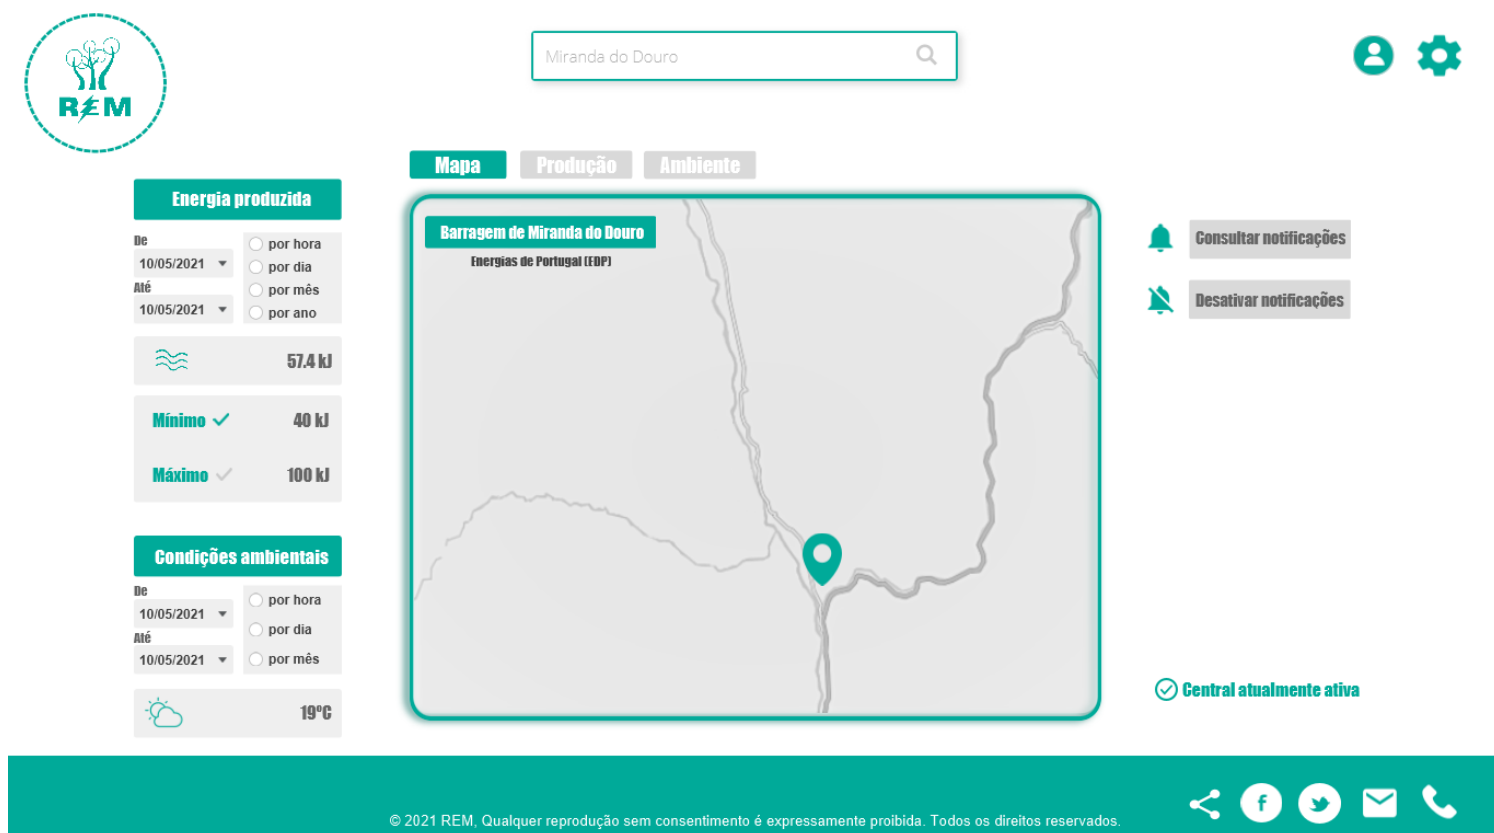 REM
Miranda do Douro
Mapa
Produção
Ambiente
Energia produzida
De
10/05/2021
Até
10/05/2021
por hora
por dia
por mês
por ano
57.4 kJ
Mínimo
40 kJ
Máximo
100 kJ
Condições ambientais
De
10/05/2021
Até
10/05/2021
por hora
por dia
por mês
19ºC
Barragem de Miranda do Douro
Energias de Portugal (EDP)
Consultar notificações
Desativar notificações
Central atualmente ativa
© 2021 REM, Qualquer reprodução sem consentimento é expressamente proibida. Todos os direitos reservados.